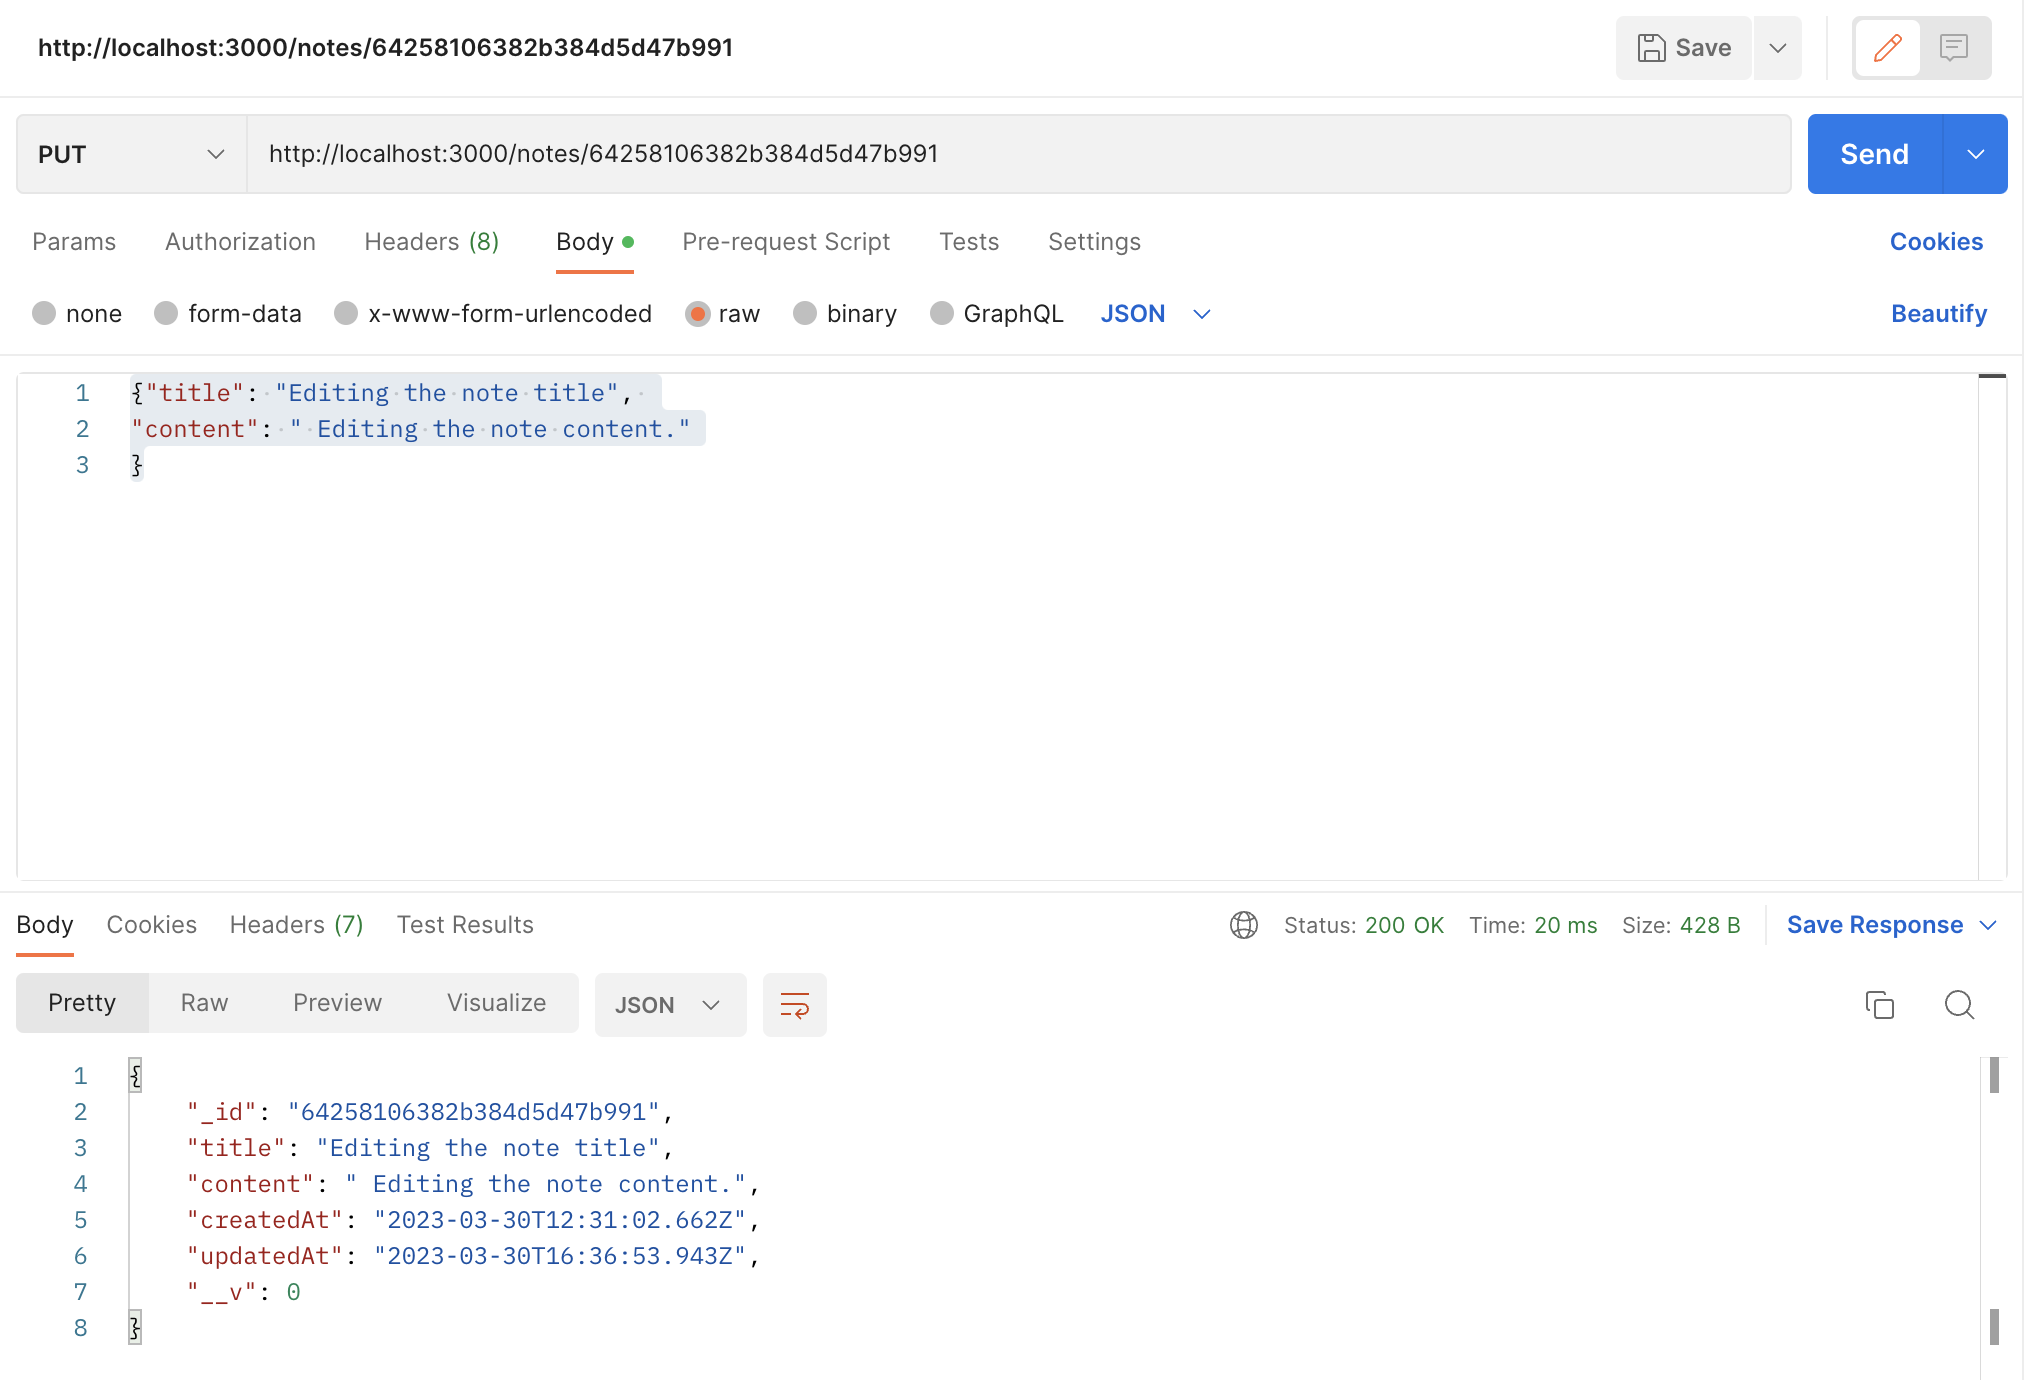 http://localhost:3000/notes/64258106382b384d5d47b991 Save
PUT http://localhost:3000/notes/64258106382b384d5d47b991 Send
Params Authorization Headers (8) Body Pre-request Script Tests Settings Cookies
none form-data x-www-form-urlencoded raw binary GraphQL JSON Beautify
1 {"title": "Editing the note title",
2 "content": " Editing the note content."
3 }
Body Cookies Headers (7) Test Results Status: 200 OK Time: 20 ms Size: 428 B Save Response
Pretty Raw Preview Visualize JSON
1 {
2 "_id": "64258106382b384d5d47b991",
3 "title": "Editing the note title",
4 "content": " Editing the note content.",
5 "createdAt": "2023-03-30T12:31:02.662Z",
6 "updatedAt": "2023-03-30T16:36:53.943Z",
7 "__v": 0
8 }